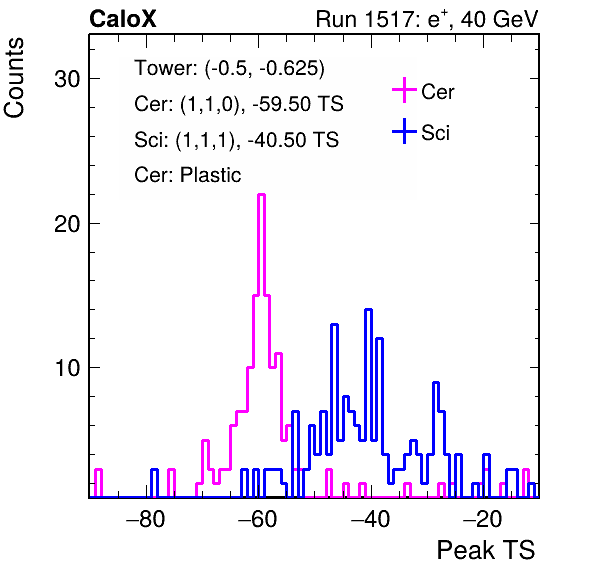 CaloX Run 1517: e⁺, 40 GeV
Counts
Tower: (-0.5, -0.625)
Cer: (1,1,0), -59.50 TS
Sci: (1,1,1), -40.50 TS
Cer: Plastic
Cer
Sci
30
20
10
−80 −60 −40 −20
Peak TS